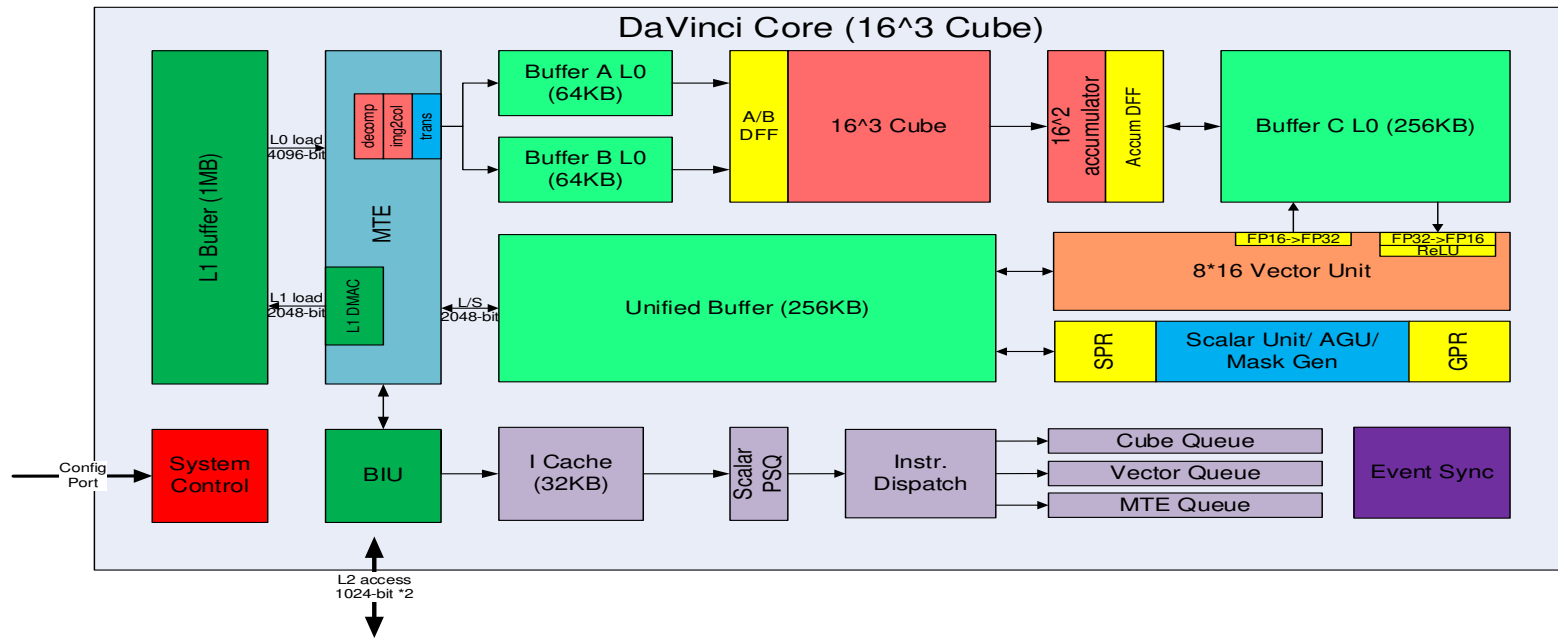 DaVinci Core (16^3 Cube)
L1 Buffer (1MB)
L0 load
4096-bit
L1 load
2048-bit
MTE
decomp
img2col
trans
L1 DMAC
L/S
2048-bit
Buffer A L0
(64KB)
Buffer B L0
(64KB)
A/B
DFF
16^3 Cube
16^2
accumulator
Accum DFF
Buffer C L0 (256KB)
FP16->FP32
FP32->FP16
ReLU
8*16 Vector Unit
Unified Buffer (256KB)
SPR
Scalar Unit/ AGU/
Mask Gen
GPR
Config
Port
System
Control
BIU
I Cache
(32KB)
Scalar
PSQ
Instr.
Dispatch
Cube Queue
Vector Queue
MTE Queue
Event Sync
L2 access
1024-bit *2